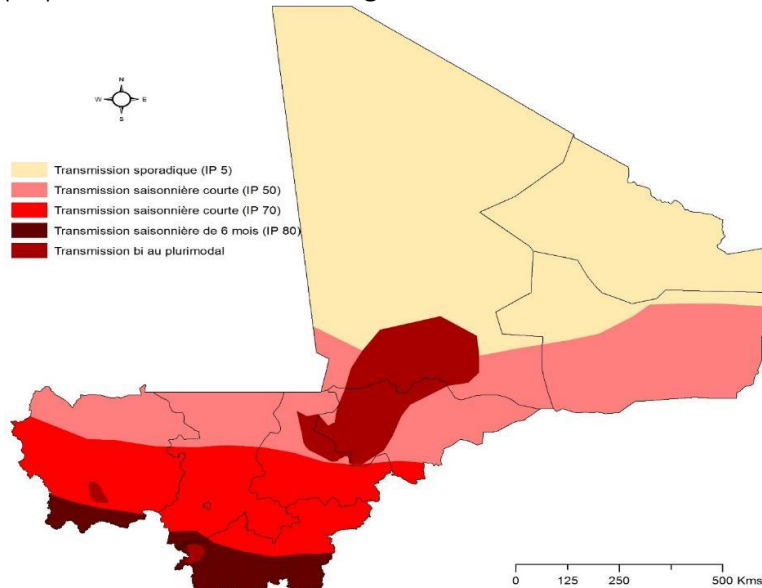 N
W E
S
Transmission sporadique (IP 5)
Transmission saisonnière courte (IP 50)
Transmission saisonnière courte (IP 70)
Transmission saisonnière de 6 mois (IP 80)
Transmission bi au plurimodal
0 125 250 500 Kms